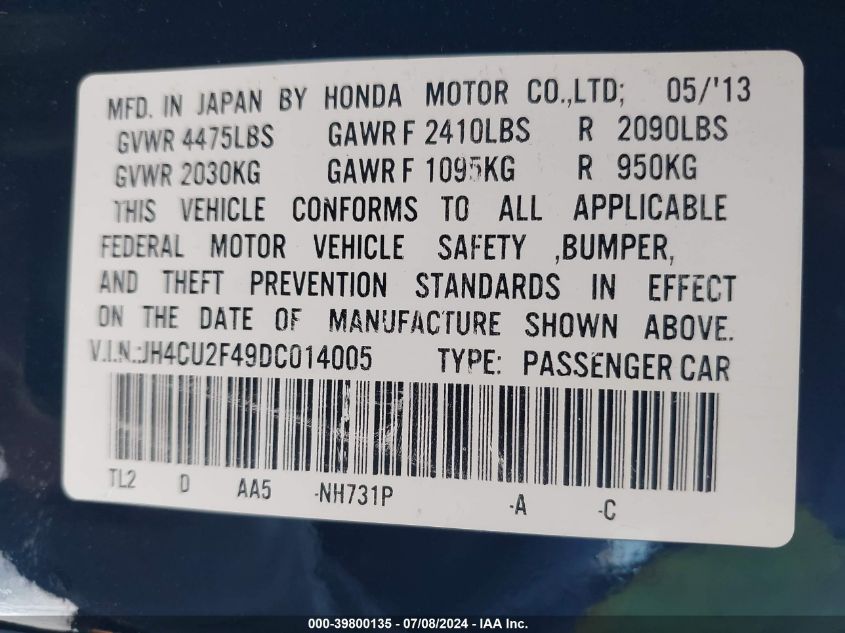 MFD. IN JAPAN BY HONDA MOTOR CO.,LTD; 05/'13
GVWR 4475LBS GAWR F 2410LBS R 2090LBS
GVWR 2030KG GAWR F 1095KG R 950KG
THIS VEHICLE CONFORMS TO ALL APPLICABLE
FEDERAL MOTOR VEHICLE SAFETY ,BUMPER,
AND THEFT PREVENTION STANDARDS IN EFFECT
ON THE DATE OF MANUFACTURE SHOWN ABOVE.
V.I.N.:JH4CU2F49DC014005 TYPE: PASSENGER CAR
TL2 D AA5 -NH731P -A -C
000-39800135 - 07/08/2024 - IAA Inc.